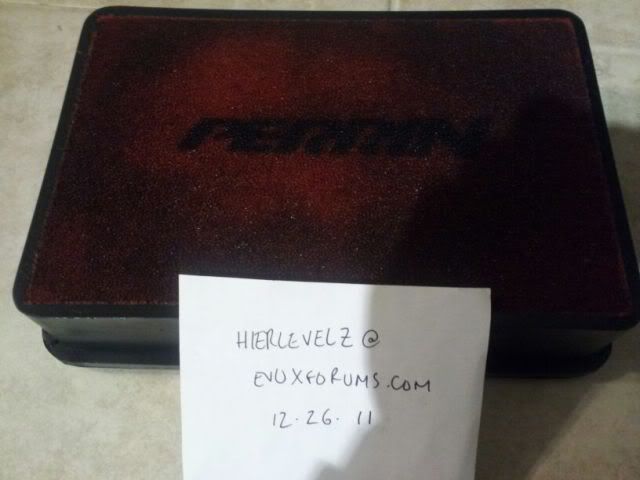 PERRIN
HIERLEVELZ @
EVOXFORUMS.COM
12.26.11